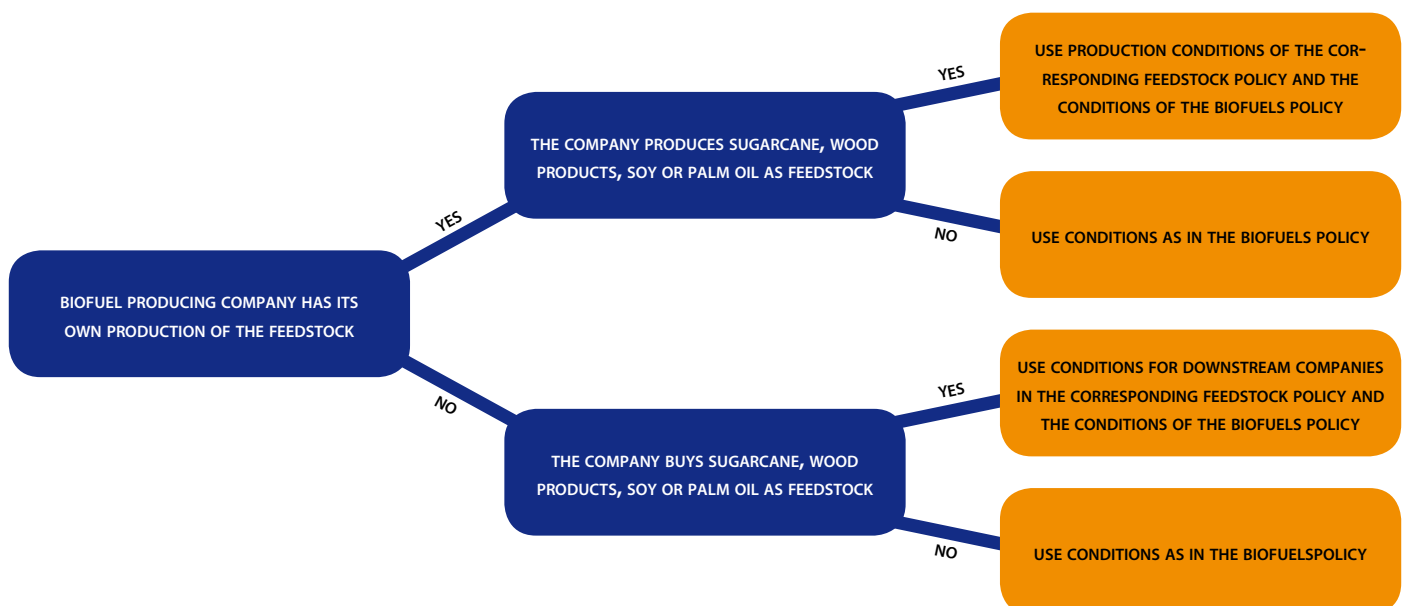 BIOFUEL PRODUCING COMPANY HAS ITS
OWN PRODUCTION OF THE FEEDSTOCK
YES
NO
THE COMPANY PRODUCES SUGARCANE, WOOD
PRODUCTS, SOY OR PALM OIL AS FEEDSTOCK
YES
NO
USE PRODUCTION CONDITIONS OF THE COR-
RESPONDING FEEDSTOCK POLICY AND THE
CONDITIONS OF THE BIOFUELS POLICY
USE CONDITIONS AS IN THE BIOFUELS POLICY
THE COMPANY BUYS SUGARCANE, WOOD
PRODUCTS, SOY OR PALM OIL AS FEEDSTOCK
YES
NO
USE CONDITIONS FOR DOWNSTREAM COMPANIES
IN THE CORRESPONDING FEEDSTOCK POLICY AND
THE CONDITIONS OF THE BIOFUELS POLICY
USE CONDITIONS AS IN THE BIOFUELSPOLICY